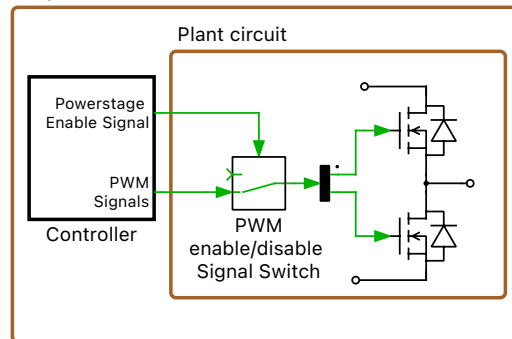 Plant circuit
Powerstage
Enable Signal
PWM
Signals
Controller
PWM
enable/disable
Signal Switch